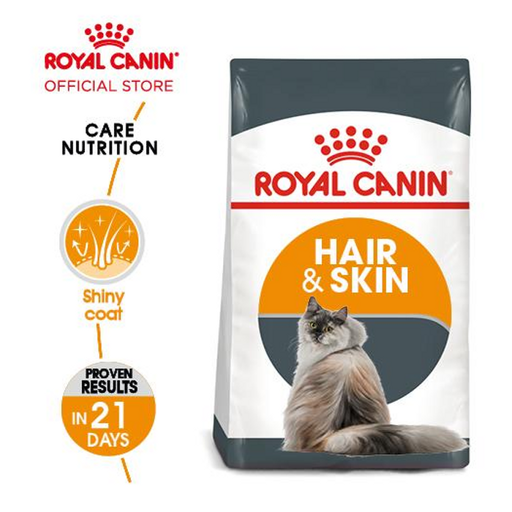 ROYAL CANIN®
OFFICIAL STORE
CARE
NUTRITION
Shiny
coat
PROVEN
RESULTS
IN 21
DAYS
ROYAL CANIN®
HAIR
& SKIN